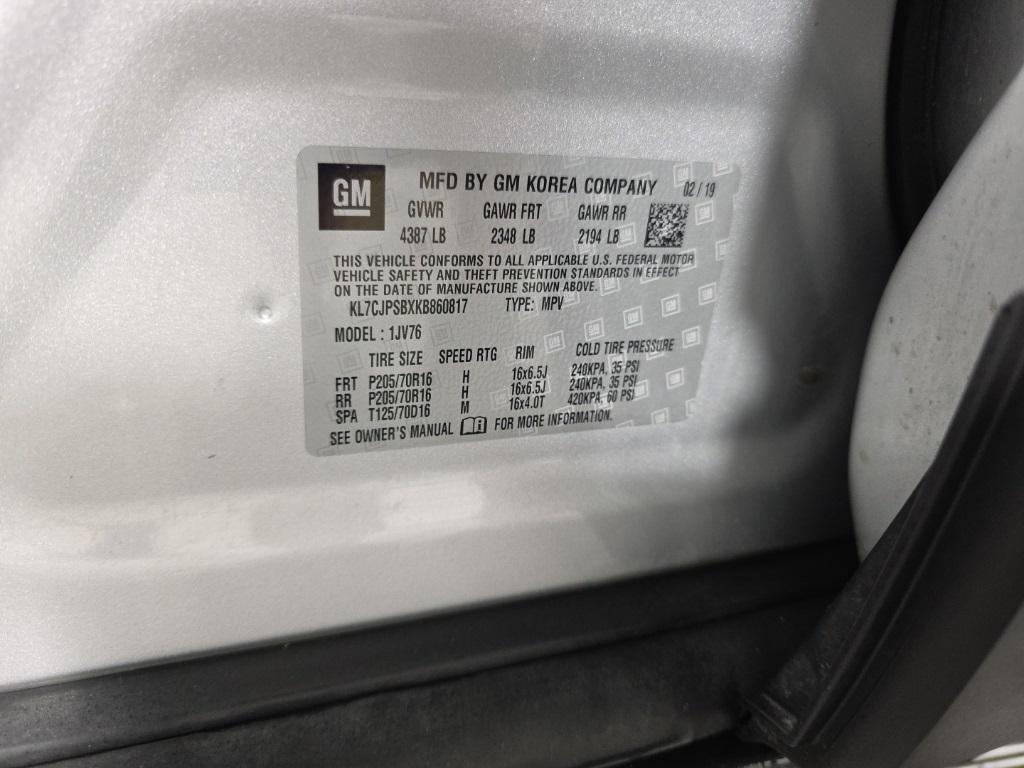 GM
MFD BY GM KOREA COMPANY 02 / 19
GVWR GAWR FRT GAWR RR
4387 LB 2348 LB 2194 LB
THIS VEHICLE CONFORMS TO ALL APPLICABLE U.S. FEDERAL MOTOR
VEHICLE SAFETY AND THEFT PREVENTION STANDARDS IN EFFECT
ON THE DATE OF MANUFACTURE SHOWN ABOVE.
KL7CJPSBXKB860817 TYPE: MPV
MODEL : 1JV76
TIRE SIZE SPEED RTG RIM COLD TIRE PRESSURE
FRT P205/70R16 H 16x6.5J 240KPA, 35 PSI
RR P205/70R16 H 16x6.5J 240KPA, 35 PSI
SPA T125/70D16 M 16x4.0T 420KPA, 60 PSI
SEE OWNER'S MANUAL FOR MORE INFORMATION.